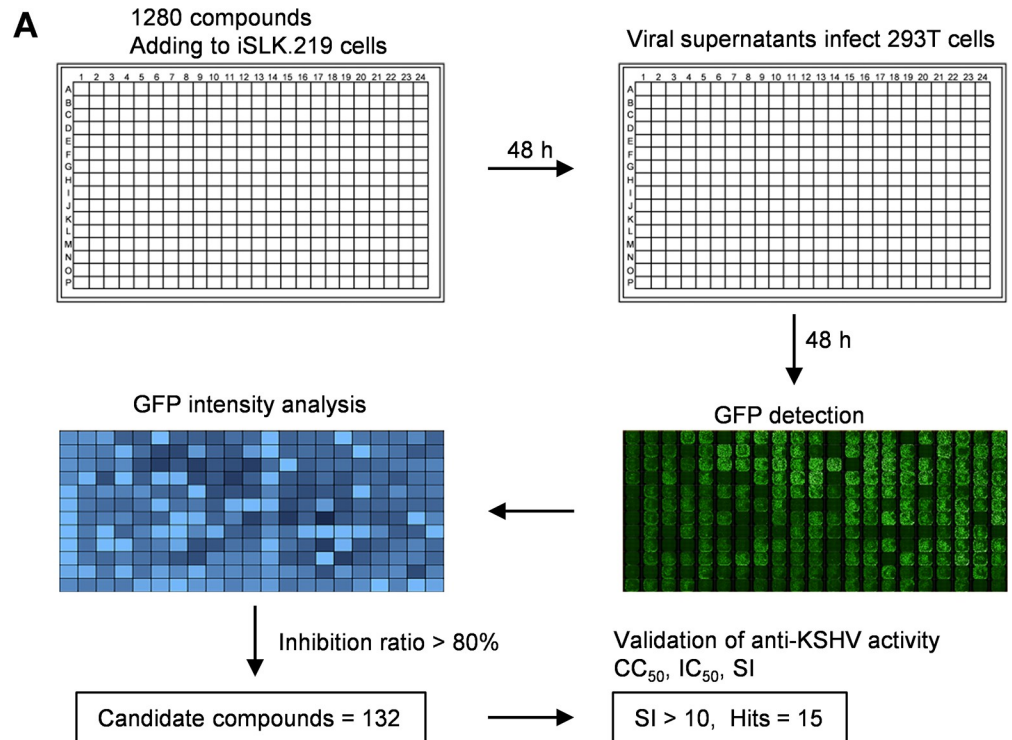 A
1280 compounds
Adding to iSLK.219 cells
1 2 3 4 5 6 7 8 9 10 11 12 13 14 15 16 17 18 19 20 21 22 23 24
A
B
C
D
E
F
G
H
I
J
K
L
M
N
O
P
48 h
Viral supernatants infect 293T cells
1 2 3 4 5 6 7 8 9 10 11 12 13 14 15 16 17 18 19 20 21 22 23 24
A
B
C
D
E
F
G
H
I
J
K
L
M
N
O
P
48 h
GFP detection
GFP intensity analysis
Inhibition ratio > 80%
Candidate compounds = 132
Validation of anti-KSHV activity
CC50, IC50, SI
SI > 10, Hits = 15